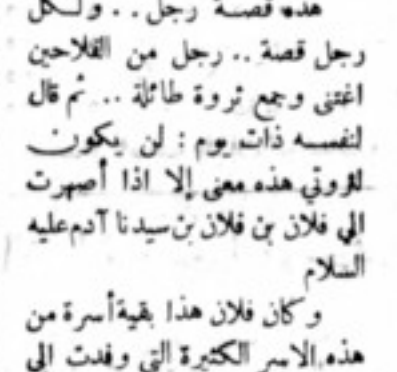 هذه قصة رجل . . ولكل
رجل قصة . . رجل من الفلاحين
اغتنى وجمع ثروة طائلة . . ثم قال
لنفسه ذات يوم : لن يكون
لثروتي هذه معنى إلا اذا أصهرت
الي فلان بن فلان بن سيدنا آدم عليه
السلام
وكان فلان هذا بقية أسرة من
هذه الاسر الكثيرة التي وفدت الى